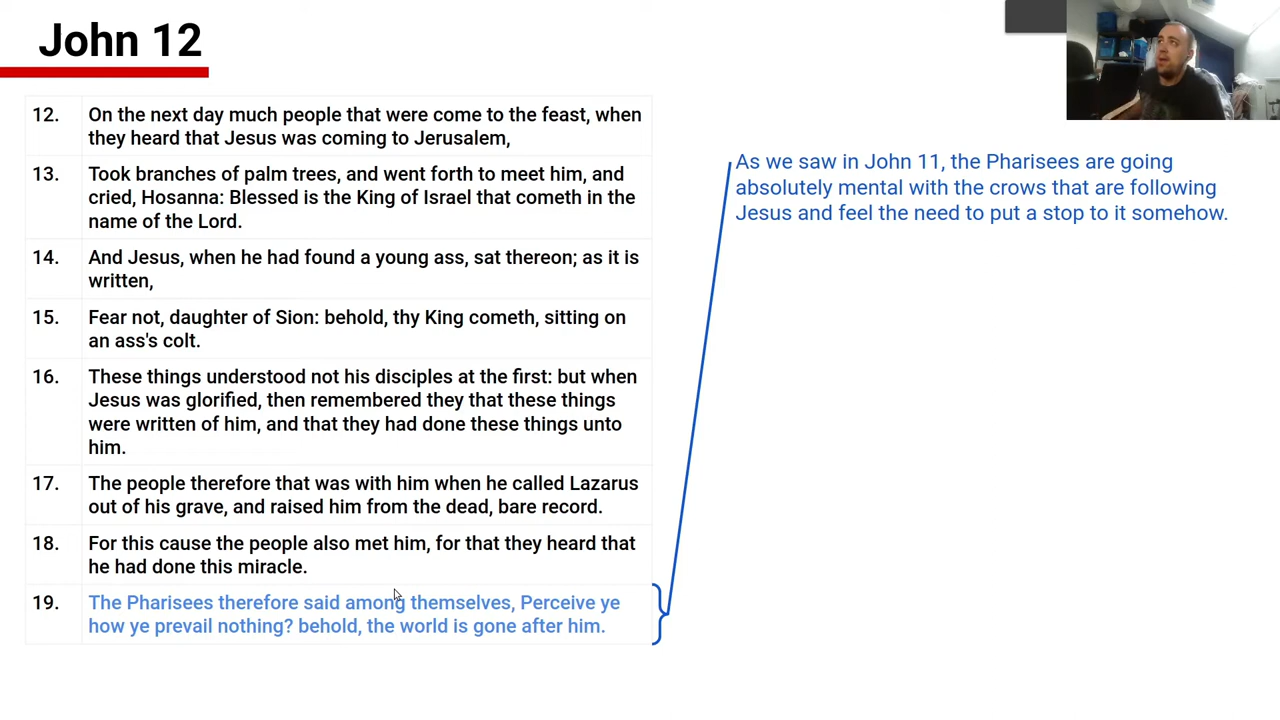 John 12
12. On the next day much people that were come to the feast, when
they heard that Jesus was coming to Jerusalem,
13. Took branches of palm trees, and went forth to meet him, and
cried, Hosanna: Blessed is the King of Israel that cometh in the
name of the Lord.
14. And Jesus, when he had found a young ass, sat thereon; as it is
written,
15. Fear not, daughter of Sion: behold, thy King cometh, sitting on
an ass's colt.
16. These things understood not his disciples at the first: but when
Jesus was glorified, then remembered they that these things
were written of him, and that they had done these things unto
him.
17. The people therefore that was with him when he called Lazarus
out of his grave, and raised him from the dead, bare record.
18. For this cause the people also met him, for that they heard that
he had done this miracle.
19. The Pharisees therefore said among themselves, Perceive ye
how ye prevail nothing? behold, the world is gone after him.
As we saw in John 11, the Pharisees are going
absolutely mental with the crows that are following
Jesus and feel the need to put a stop to it somehow.